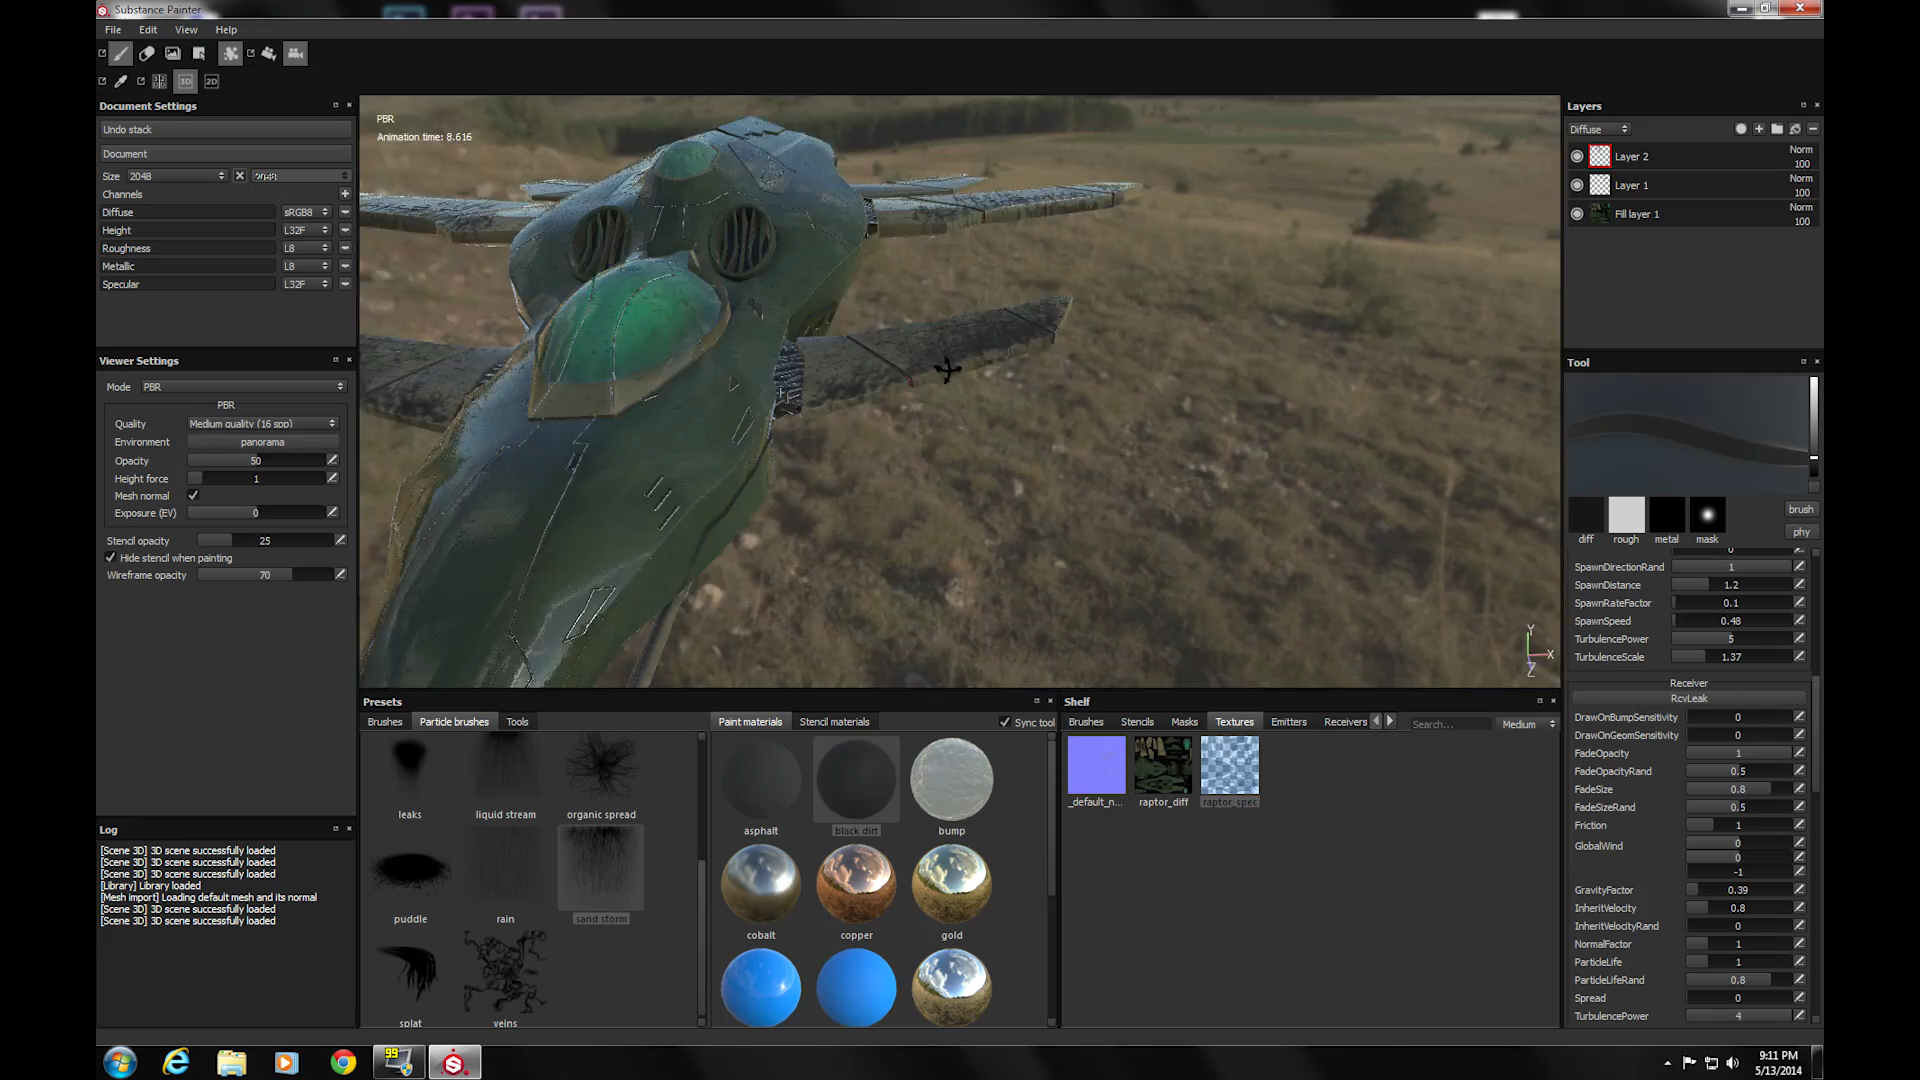 Substance Painter
File Edit View Help
3D 2D
Document Settings
Undo stack
Document
Size 2048 2048
Channels
Diffuse sRGB8
Height L32F
Roughness L8
Metallic L8
Specular L32F
Viewer Settings
Mode PBR
PBR
Quality Medium quality (16 spp)
Environment panorama
Opacity 50
Height force 1
Mesh normal
Exposure (EV) 0
Stencil opacity 25
Hide stencil when painting
Wireframe opacity 70
Log
[Scene 3D] 3D scene successfully loaded
[Scene 3D] 3D scene successfully loaded
[Scene 3D] 3D scene successfully loaded
[Library] Library loaded
[Mesh import] Loading default mesh and its normal
[Scene 3D] 3D scene successfully loaded
[Scene 3D] 3D scene successfully loaded
PBR
Animation time: 8.616
Y
X
Z
Presets
Brushes Particle brushes Tools
leaks liquid stream organic spread
puddle rain sand storm
splat veins
Paint materials Stencil materials
Sync tool
asphalt black dirt bump
cobalt copper gold
Shelf
Brushes Stencils Masks Textures Emitters Receivers
Search... Medium
_default_n... raptor_diff raptor_spec
Layers
Diffuse
Layer 2 Norm 100
Layer 1 Norm 100
Fill layer 1 Norm 100
Tool
diff rough metal mask
brush
phy
0
SpawnDirectionRand 1
SpawnDistance 1.2
SpawnRateFactor 0.1
SpawnSpeed 0.48
TurbulencePower 5
TurbulenceScale 1.37
Receiver
RcvLeak
DrawOnBumpSensitivity 0
DrawOnGeomSensitivity 0
FadeOpacity 1
FadeOpacityRand 0.5
FadeSize 0.8
FadeSizeRand 0.5
Friction 1
GlobalWind 0
0
-1
GravityFactor 0.39
InheritVelocity 0.8
InheritVelocityRand 0
NormalFactor 1
ParticleLife 1
ParticleLifeRand 0.8
Spread 0
TurbulencePower 4
99
9:11 PM
5/13/2014